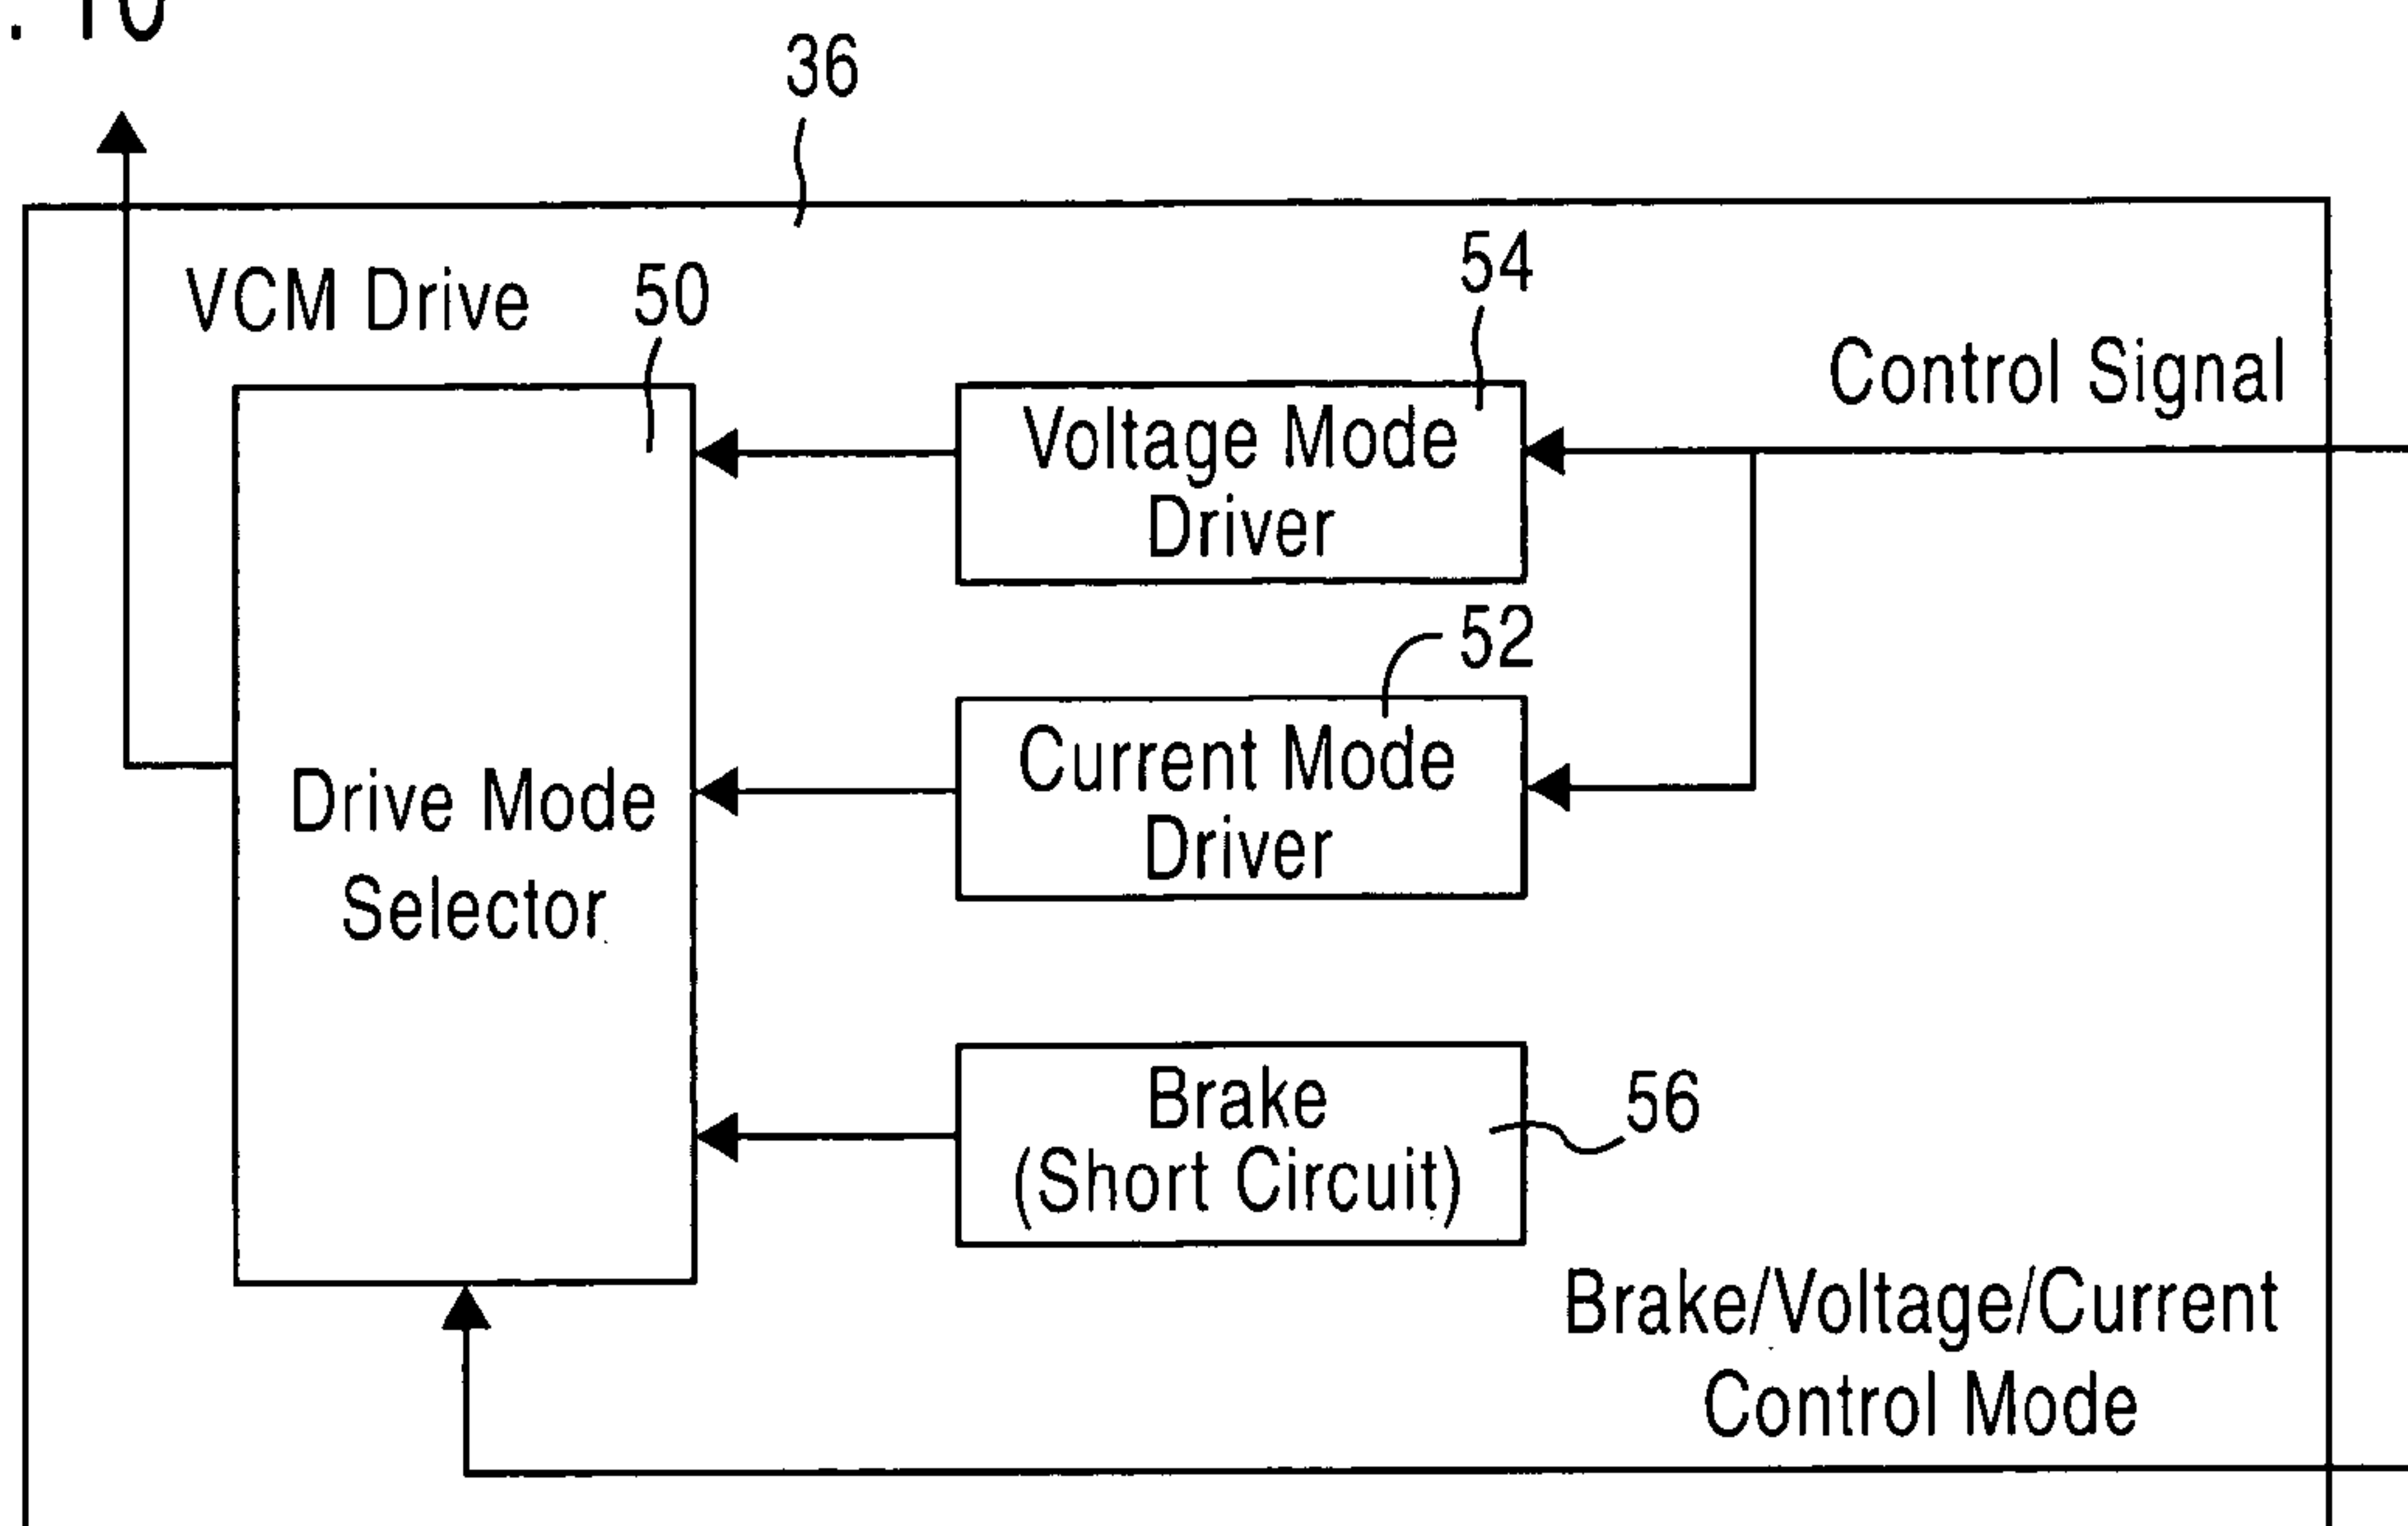 . 10
36
VCM Drive
50
54
Control Signal
Voltage Mode
Driver
52
Current Mode
Driver
Drive Mode
Selector
Brake
(Short Circuit)
56
Brake/Voltage/Current
Control Mode